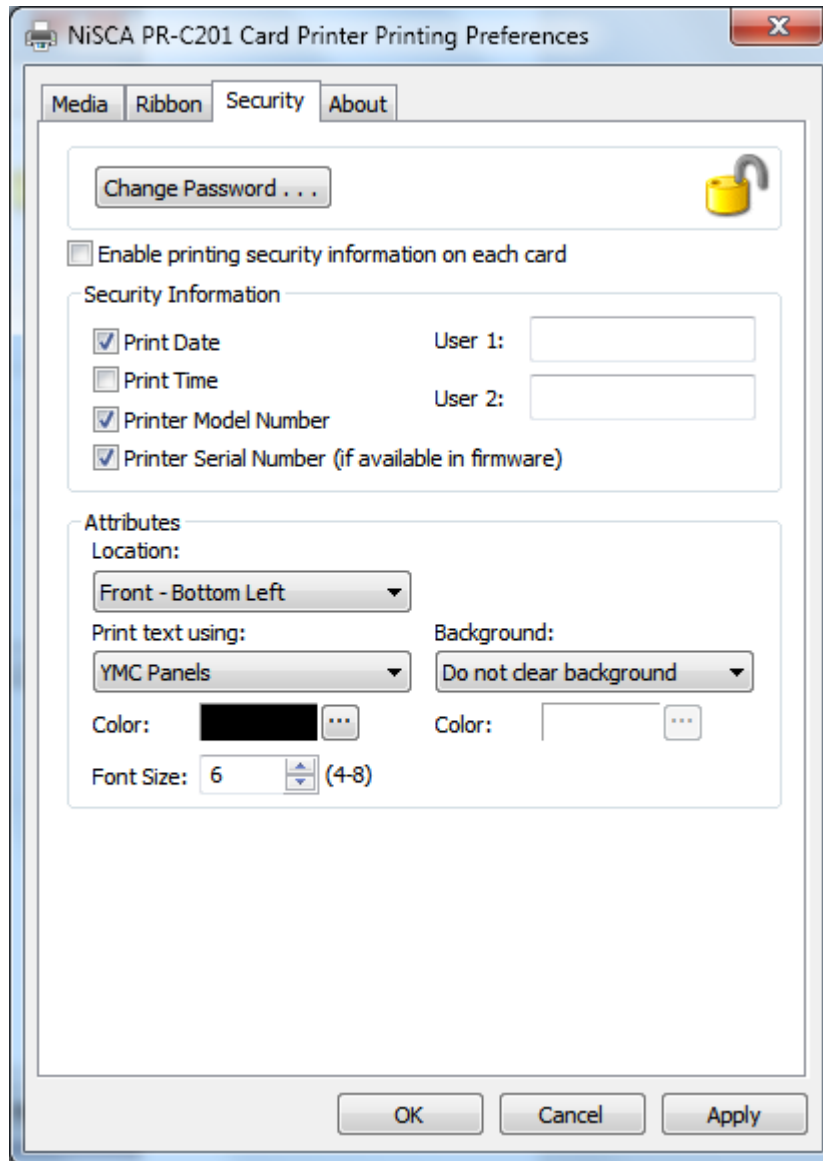 NiSCA PR-C201 Card Printer Printing Preferences
Media Ribbon Security About
Change Password . . .
Enable printing security information on each card
Security Information
Print Date User 1:
Print Time
User 2:
Printer Model Number
Printer Serial Number (if available in firmware)
Attributes
Location:
Front - Bottom Left
Print text using: Background:
YMC Panels Do not clear background
Color: ... Color: ...
Font Size: 6 (4-8)
OK Cancel Apply